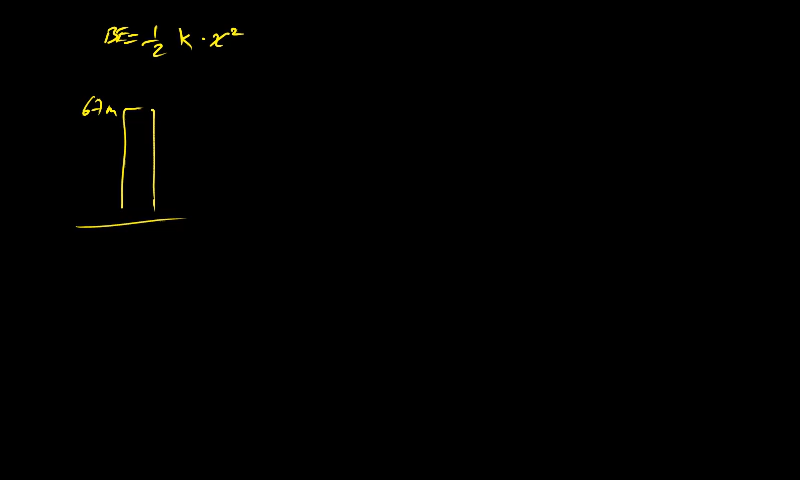 BE = 1/2 k · x²
67m